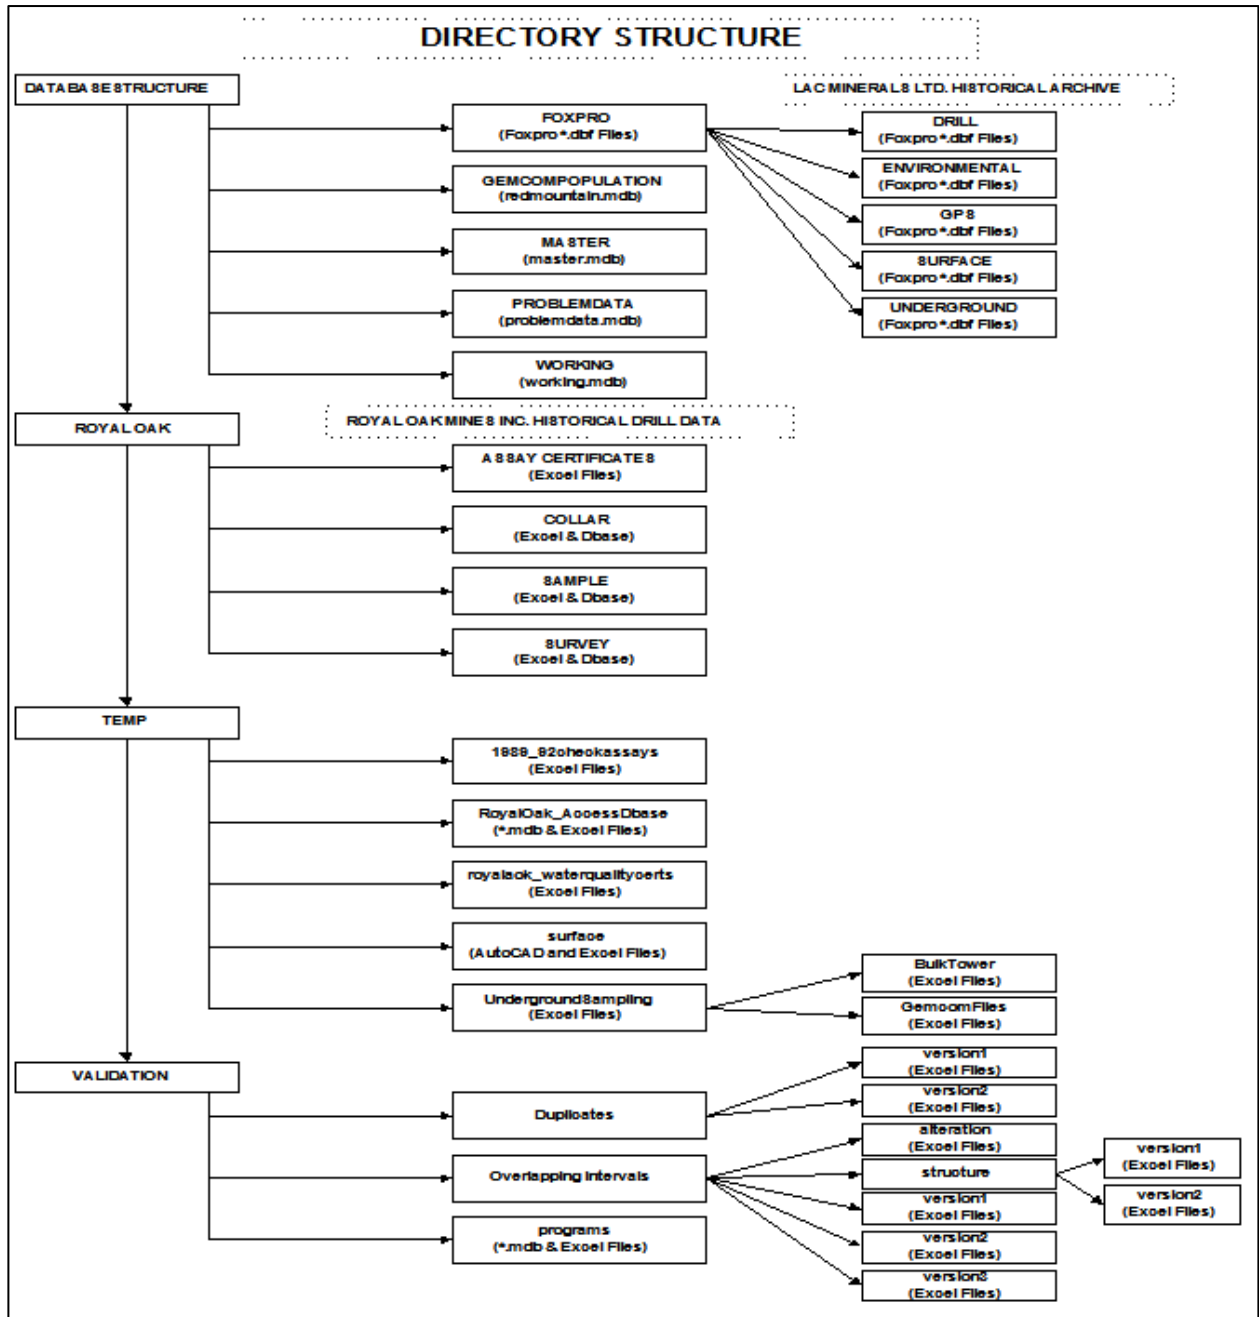 DIRECTORY STRUCTURE
DATABASESTRUCTURE
LAC MINERALS LTD. HISTORICAL ARCHIVE
FOXPRO
(Foxpro *.dbf Files)
DRILL
(Foxpro *.dbf Files)
ENVIRONMENTAL
(Foxpro *.dbf Files)
GEMCOMPOPULATION
(redmountain.mdb)
GPS
(Foxpro *.dbf Files)
MASTER
(master.mdb)
SURFACE
(Foxpro *.dbf Files)
PROBLEMDATA
(problemdata.mdb)
UNDERGROUND
(Foxpro *.dbf Files)
WORKING
(working.mdb)
ROYAL OAK
ROYAL OAK MINES INC. HISTORICAL DRILL DATA
ASSAY CERTIFICATES
(Excel Files)
COLLAR
(Excel & Dbase)
SAMPLE
(Excel & Dbase)
SURVEY
(Excel & Dbase)
TEMP
1989_92checkassays
(Excel Files)
RoyalOak_AccessDbase
(*.mdb & Excel Files)
royalaok_waterqualitycerts
(Excel Files)
surface
(AutoCAD and Excel Files)
UndergroundSampling
(Excel Files)
BulkTower
(Excel Files)
GemcomFiles
(Excel Files)
VALIDATION
Duplicates
version1
(Excel Files)
version2
(Excel Files)
Overlapping Intervals
alteration
(Excel Files)
structure
version1
(Excel Files)
version2
(Excel Files)
version1
(Excel Files)
version2
(Excel Files)
version3
(Excel Files)
programs
(*.mdb & Excel Files)